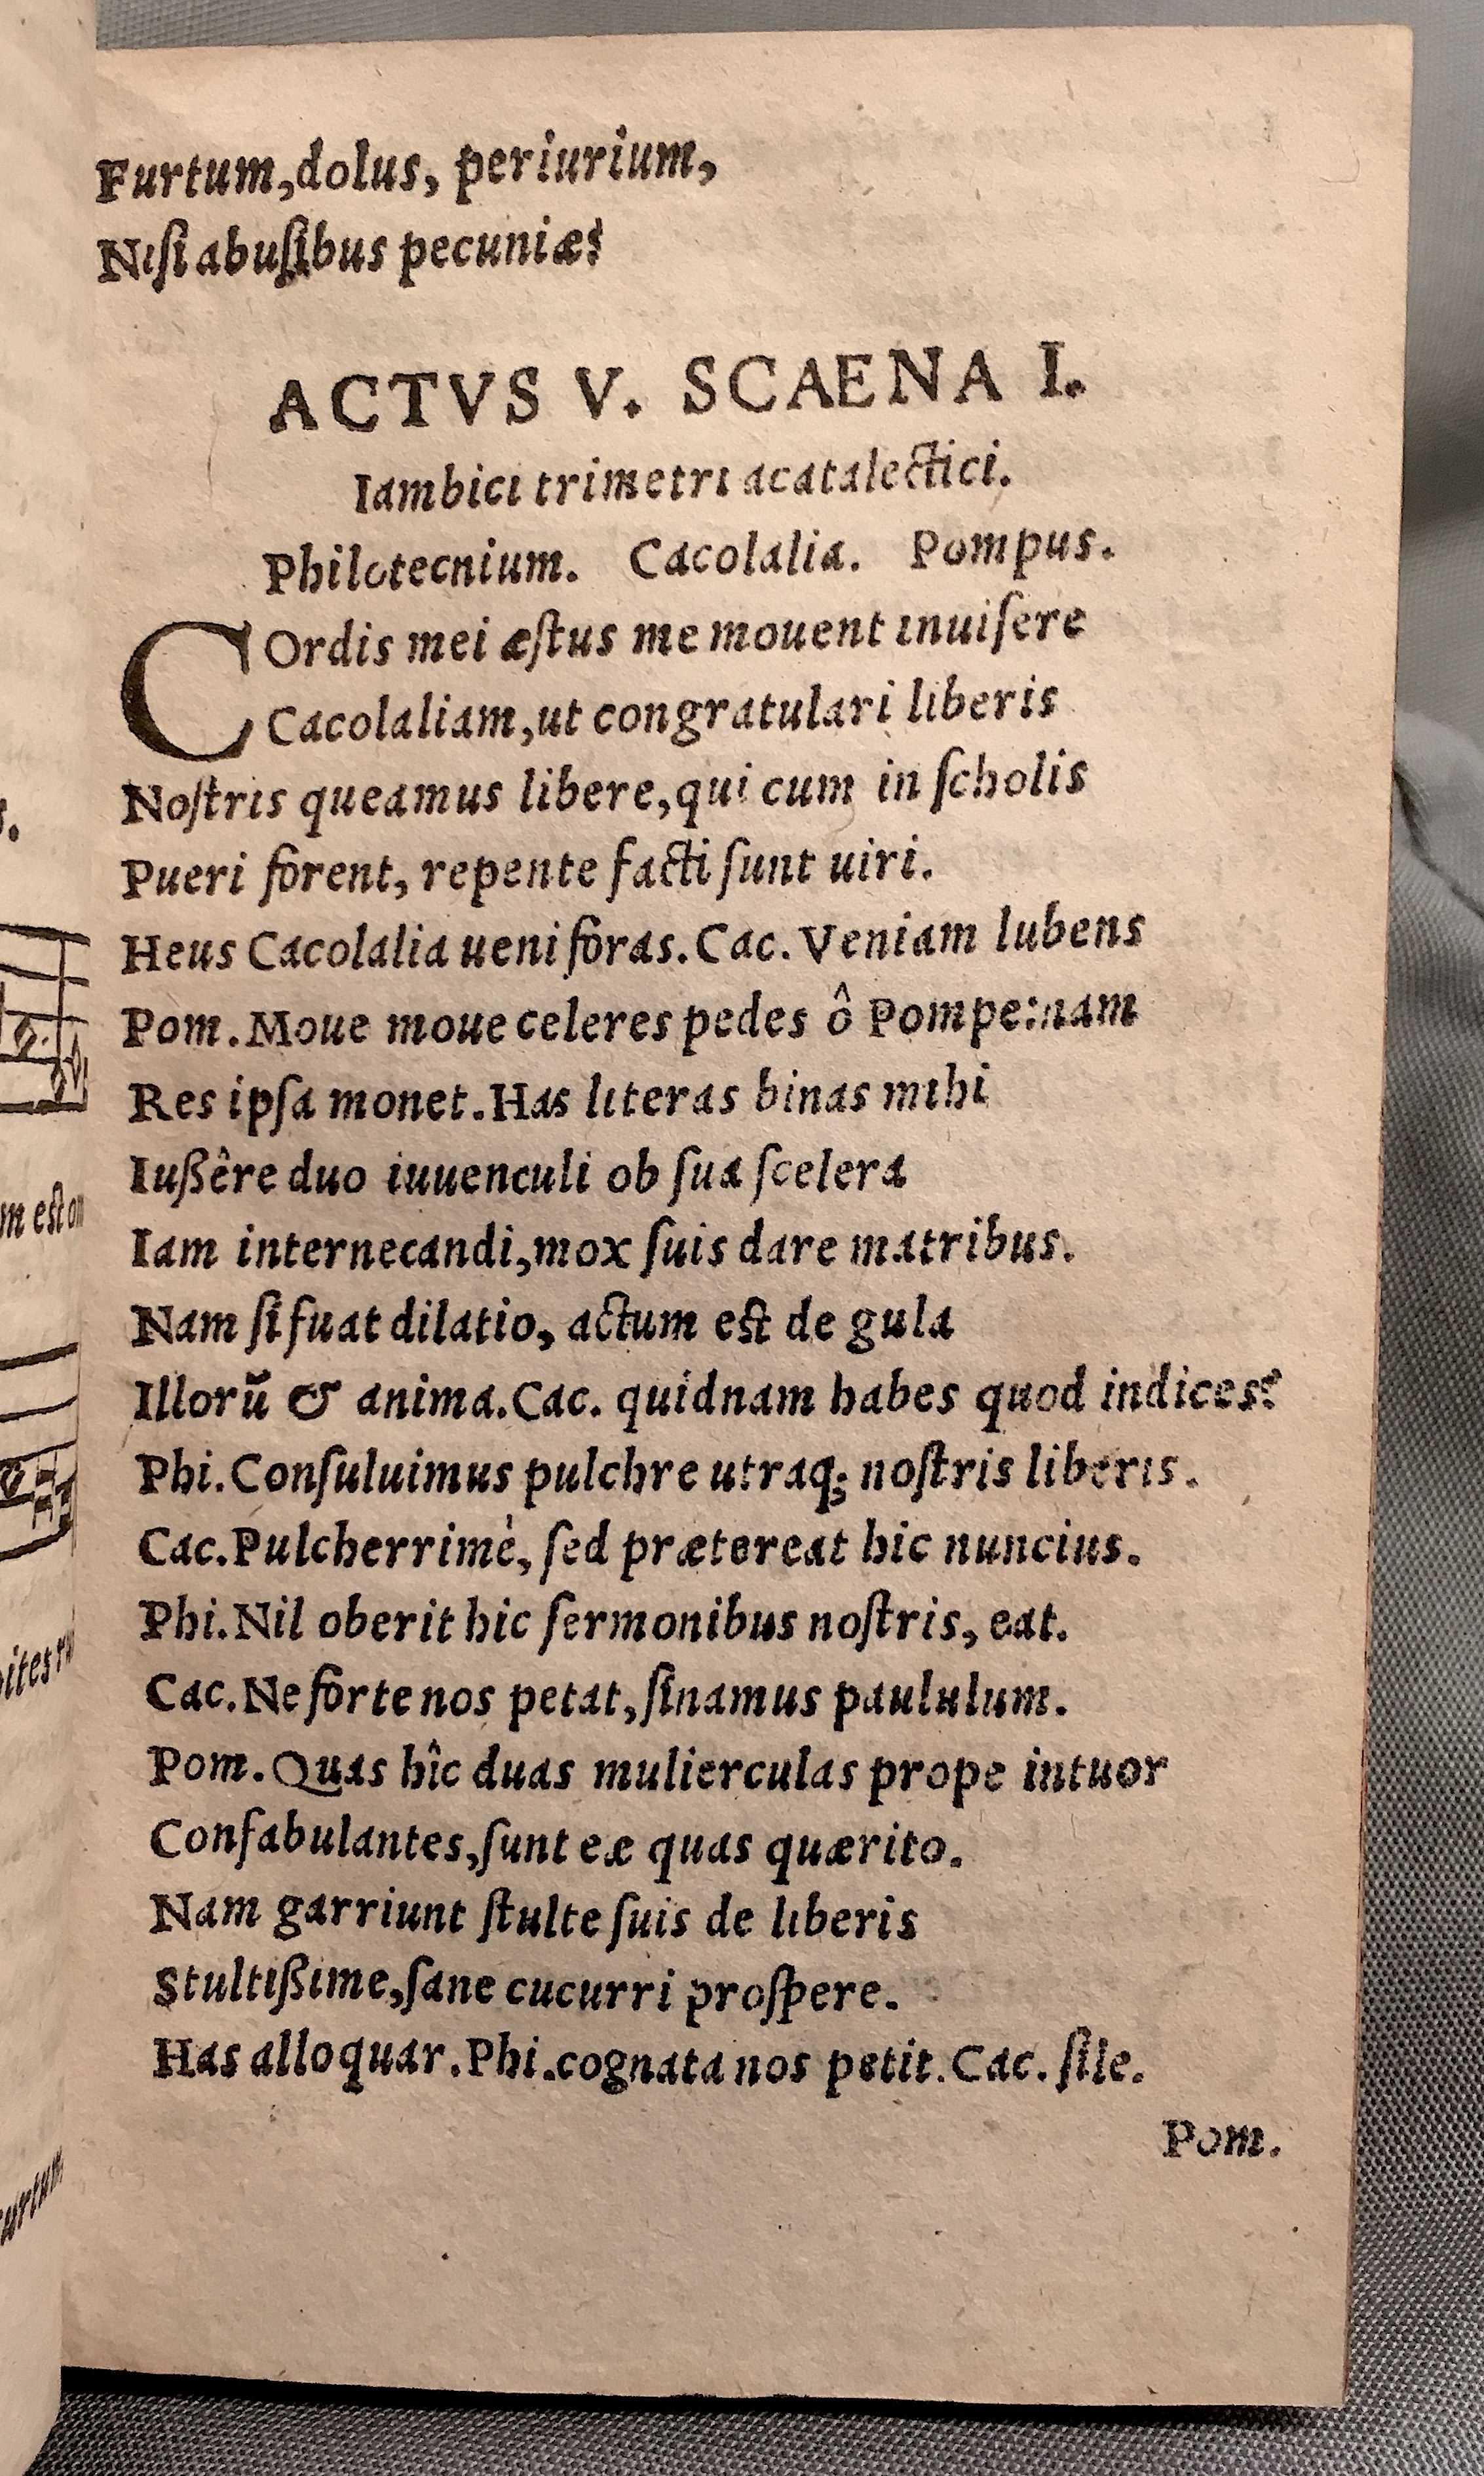 Furtum, dolus, periurium,
Niſi abuſibus pecuniæ?
ACTVS V. SCAENA I.
Iambici trimetri acatalectici.
Philotecnium. Cacolalia. Pompus.
COrdis mei æſtus me mouent inuiſere
Cacolaliam, ut congratulari liberis
Noſtris queamus libere, qui cum in ſcholis
Pueri forent, repente facti ſunt uiri.
Heus Cacolalia ueni foras. Cac. Veniam lubens
Pom. Moue moue celeres pedes ô Pompe: nam
Res ipſa monet. Has literas binas mihi
Iußêre duo iuuenculi ob ſua ſcelera
Iam internecandi, mox ſuis dare matribus.
Nam ſi fuat dilatio, actum eſt de gula
Illorũ & anima. Cac. quidnam habes quod indices?
Phi. Conſuluimus pulchre utraq; noſtris liberis.
Cac. Pulcherrimè, ſed prætereat hic nuncius.
Phi. Nil oberit hic ſermonibus noſtris, eat.
Cac. Ne forte nos petat, ſinamus paululum.
Pom. Quas hîc duas mulierculas prope intuor
Confabulantes, ſunt eæ quas quærito.
Nam garriunt ſtulte ſuis de liberis
Stultißime, ſane cucurri proſpere.
Has alloquar. Phi. cognata nos petit. Cac. ſile.
Pom.